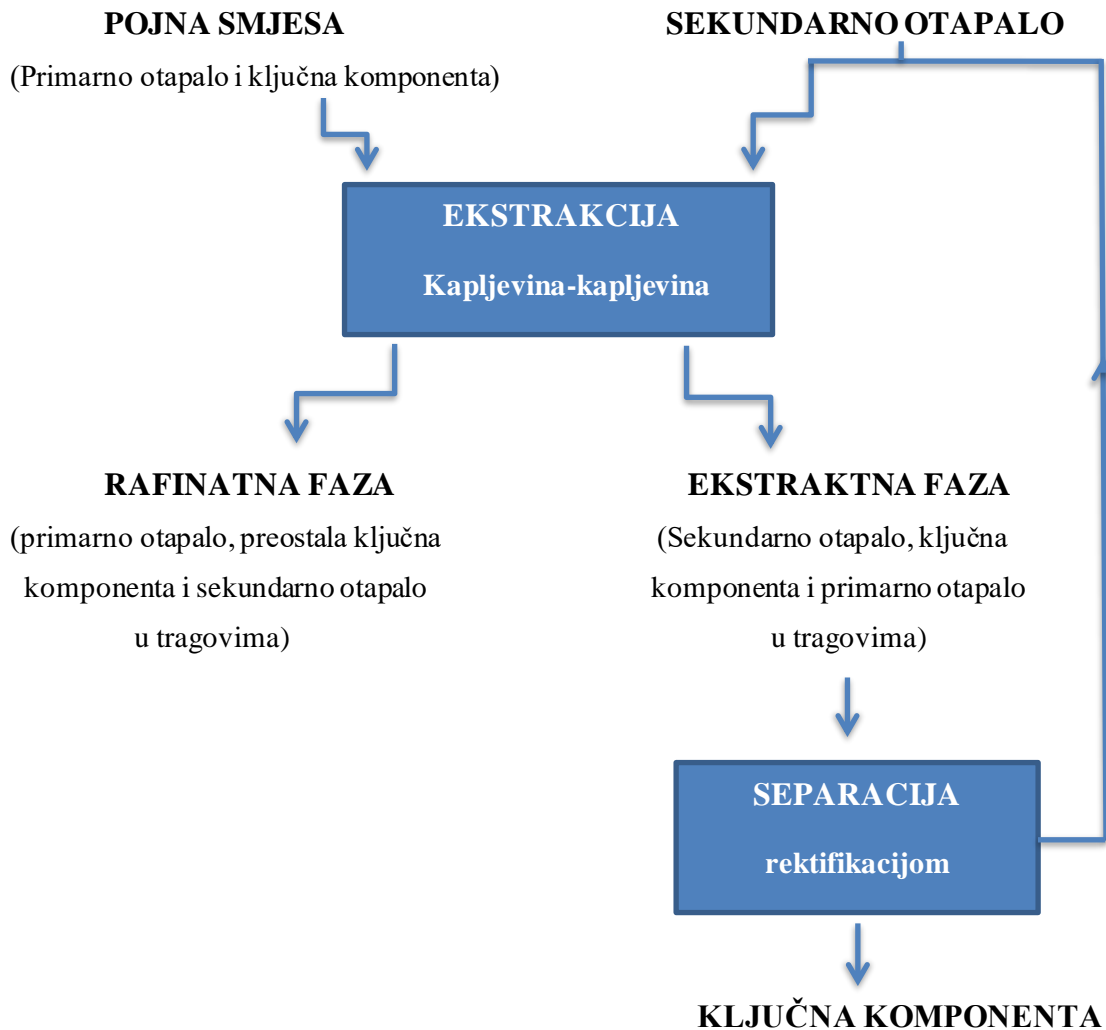 POJNA SMJESA
SEKUNDARNO OTAPALO
(Primarno otapalo i ključna komponenta)
EKSTRAKCIJA
Kapljevina-kapljevina
RAFINATNA FAZA
(primarno otapalo, preostala ključna
komponenta i sekundarno otapalo
u tragovima)
EKSTRAKTNA FAZA
(Sekundarno otapalo, ključna
komponenta i primarno otapalo
u tragovima)
SEPARACIJA
rektifikacijom
KLJUČNA KOMPONENTA